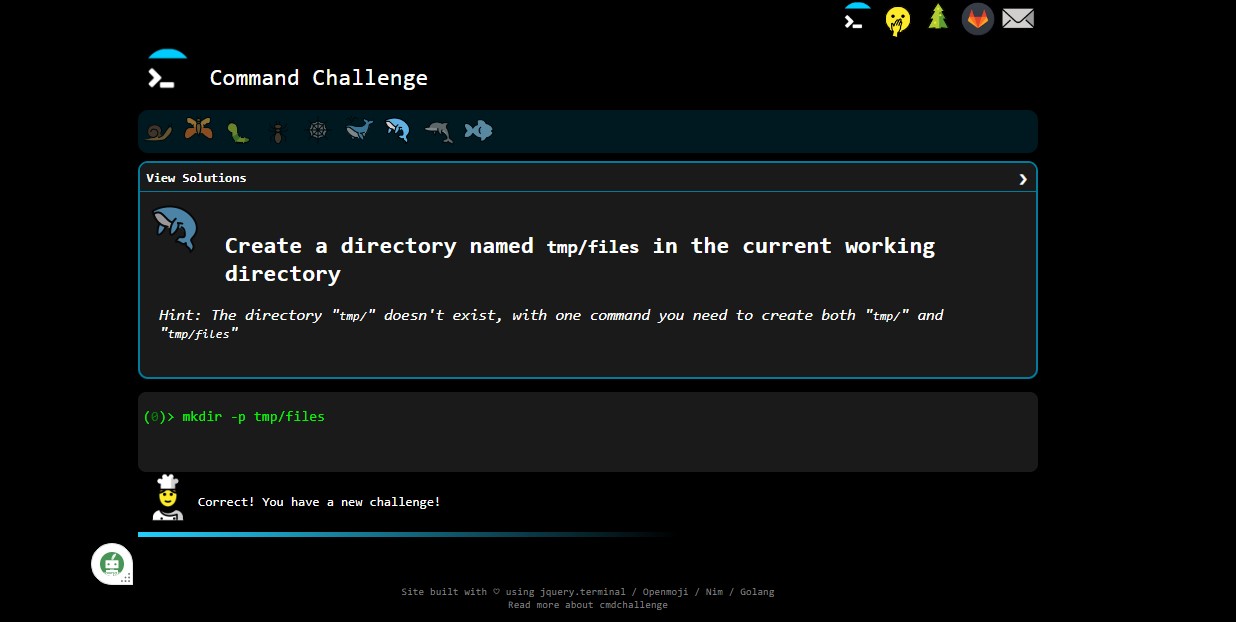 Command Challenge
View Solutions
Create a directory named tmp/files in the current working
directory
Hint: The directory "tmp/" doesn't exist, with one command you need to create both "tmp/" and
"tmp/files"
(0)> mkdir -p tmp/files
Correct! You have a new challenge!
Site built with ♡ using jquery.terminal / Openmoji / Nim / Golang
Read more about cmdchallenge